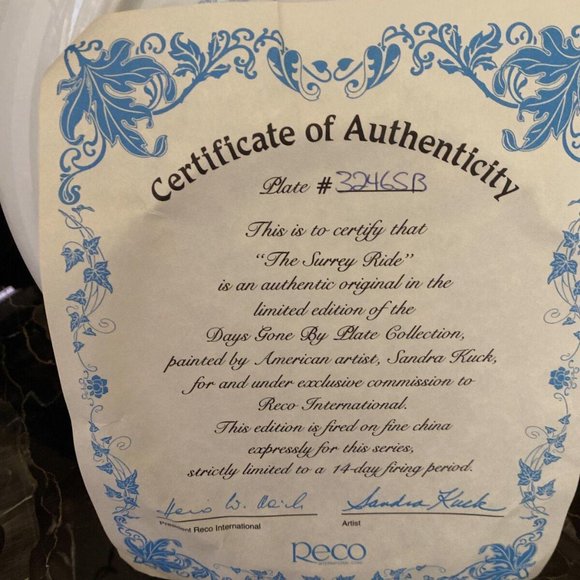 Certificate of Authenticity
Plate # 3246SB
This is to certify that
“The Surrey Ride”
is an authentic original in the
limited edition of the
Days Gone By Plate Collection,
painted by American artist, Sandra Kuck,
for and under exclusive commission to
Reco International.
This edition is fired on fine china
expressly for this series,
strictly limited to a 14-day firing period.
Sandra Kuck
President Reco International
Artist
Reco